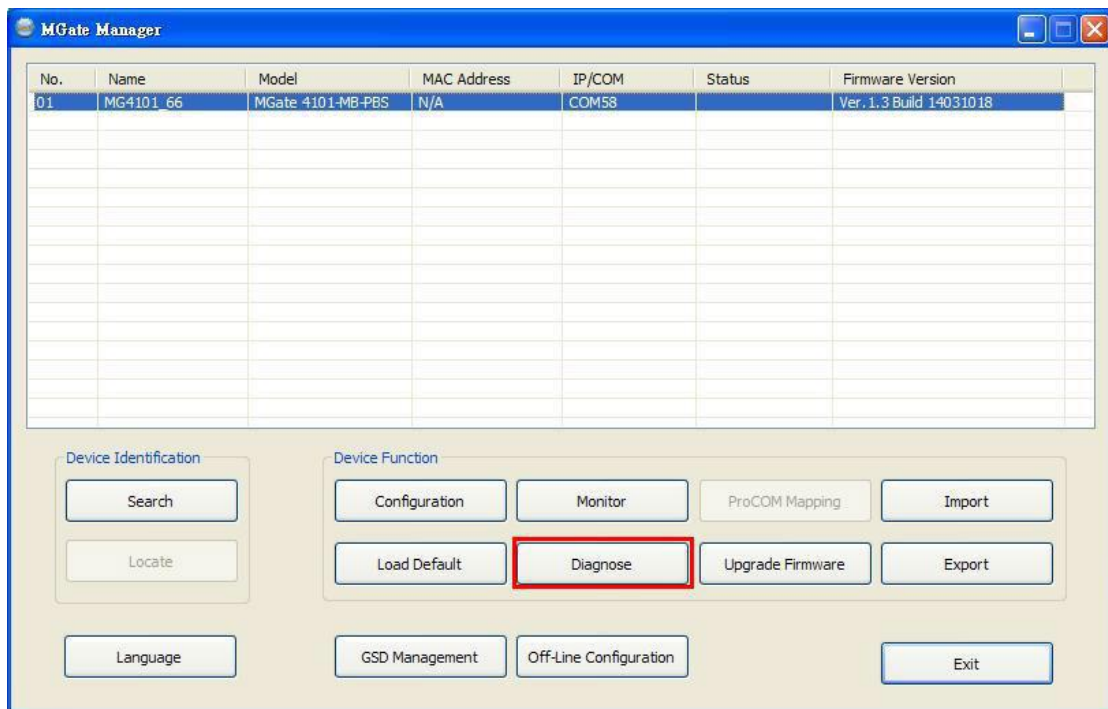 MGate Manager
No. Name Model MAC Address IP/COM Status Firmware Version
01 MG4101_66 MGate 4101-MB-PBS N/A COM58 Ver.1.3 Build 14031018
Device Identification Device Function
Search Configuration Monitor ProCOM Mapping Import
Locate Load Default Diagnose Upgrade Firmware Export
Language GSD Management Off-Line Configuration Exit